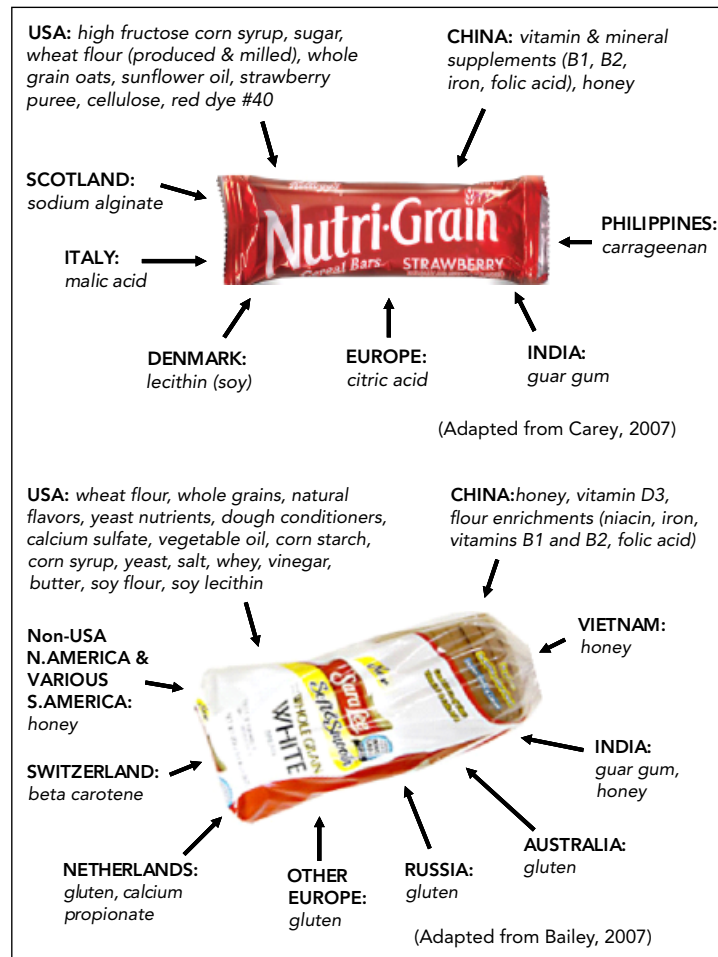 USA: high fructose corn syrup, sugar,
wheat flour (produced & milled), whole
grain oats, sunflower oil, strawberry
puree, cellulose, red dye #40
CHINA: vitamin & mineral
supplements (B1, B2,
iron, folic acid), honey
SCOTLAND:
sodium alginate
Kellogg's
Nutri-Grain
Cereal Bars
STRAWBERRY
PHILIPPINES:
carrageenan
ITALY:
malic acid
DENMARK:
lecithin (soy)
EUROPE:
citric acid
INDIA:
guar gum
(Adapted from Carey, 2007)
USA: wheat flour, whole grains, natural
flavors, yeast nutrients, dough conditioners,
calcium sulfate, vegetable oil, corn starch,
corn syrup, yeast, salt, whey, vinegar,
butter, soy flour, soy lecithin
CHINA:honey, vitamin D3,
flour enrichments (niacin, iron,
vitamins B1 and B2, folic acid)
Non-USA
N.AMERICA &
VARIOUS
S.AMERICA:
honey
VIETNAM:
honey
Sara Lee
Soft & Smooth
WHOLE GRAIN
WHITE
SWITZERLAND:
beta carotene
INDIA:
guar gum,
honey
NETHERLANDS:
gluten, calcium
propionate
OTHER
EUROPE:
gluten
RUSSIA:
gluten
AUSTRALIA:
gluten
(Adapted from Bailey, 2007)